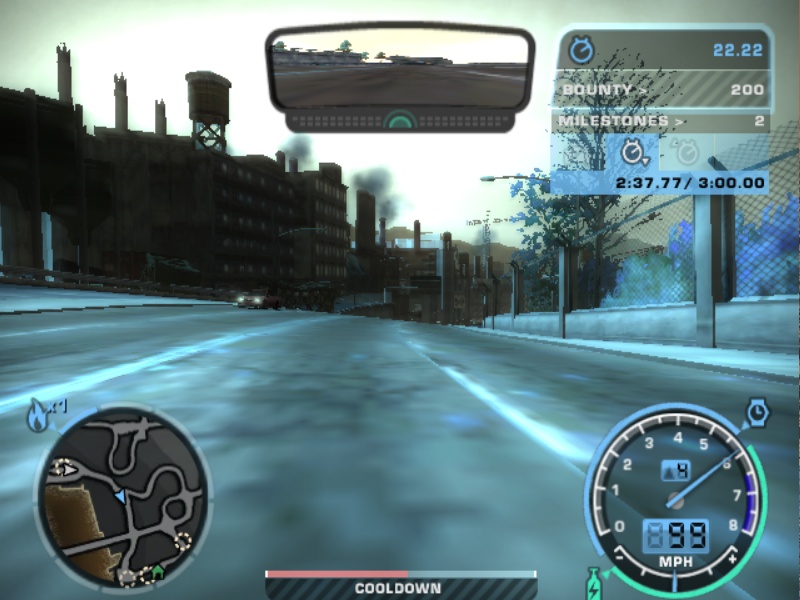 22.22
BOUNTY > 200
MILESTONES > 2
2:37.77/ 3:00.00
x1
0 1 2 3 4 5 6 7 8
4
99
MPH
COOLDOWN